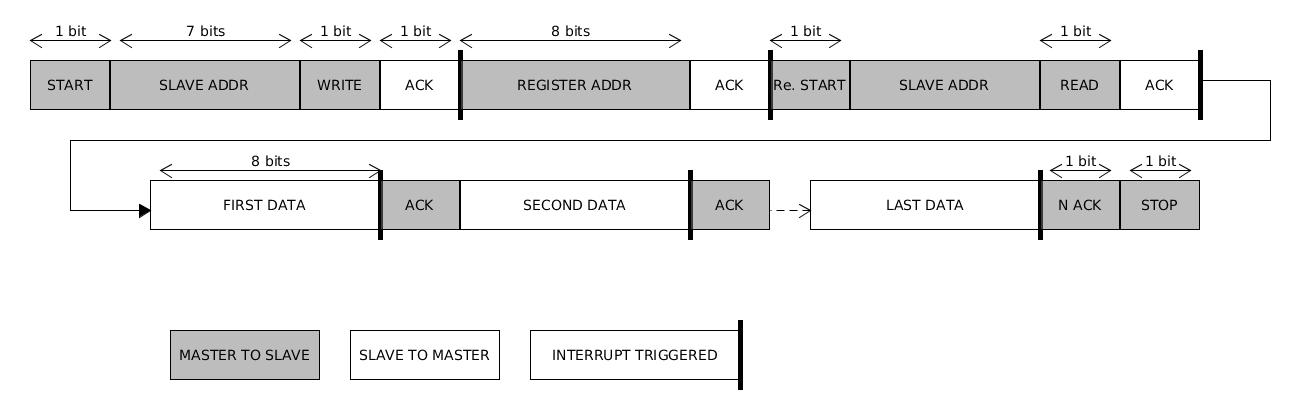 1 bit 7 bits 1 bit 1 bit 8 bits 1 bit 1 bit
START SLAVE ADDR WRITE ACK REGISTER ADDR ACK Re. START SLAVE ADDR READ ACK
8 bits 1 bit 1 bit
FIRST DATA ACK SECOND DATA ACK LAST DATA N ACK STOP
MASTER TO SLAVE SLAVE TO MASTER INTERRUPT TRIGGERED